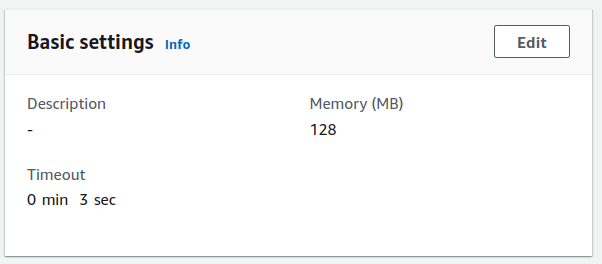 Basic settings Info Edit
Description Memory (MB)
- 128
Timeout
0 min 3 sec